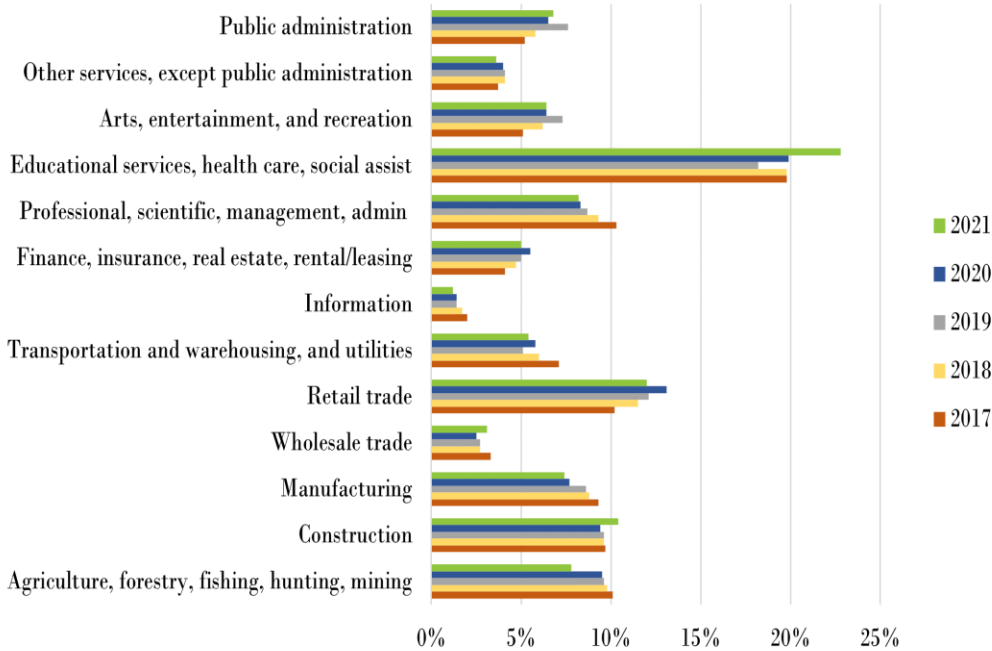 Public administration
Other services, except public administration
Arts, entertainment, and recreation
Educational services, health care, social assist
Professional, scientific, management, admin
Finance, insurance, real estate, rental/leasing
Information
Transportation and warehousing, and utilities
Retail trade
Wholesale trade
Manufacturing
Construction
Agriculture, forestry, fishing, hunting, mining
0% 5% 10% 15% 20% 25%
2021
2020
2019
2018
2017